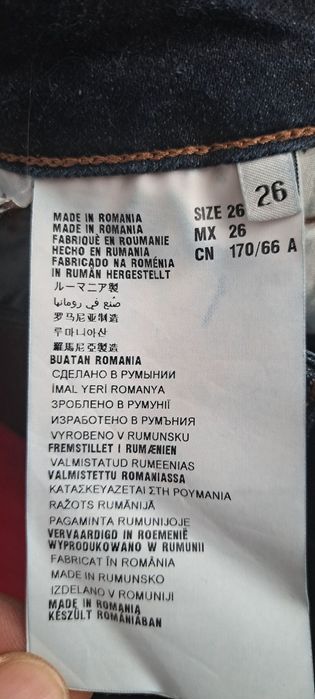 26
SIZE 26
MX 26
CN 170/66 A
MADE IN ROMANIA
MADE IN ROMANIA
FABRIQUÉ EN ROUMANIE
HECHO EN RUMANIA
FABRICADO NA ROMÉNIA
IN RUMÄN HERGESTELLT
ルーマニア製
صُنع في رومانيا
罗马尼亚制造
루마니아산
羅馬尼亞製造
BUATAN ROMANIA
СДЕЛАНО В РУМЫНИИ
İMAL YERİ ROMANYA
ЗРОБЛЕНО В РУМУНІЇ
ИЗРАБОТЕНО В РУМЪНИЯ
VYROBENO V RUMUNSKU
FREMSTILLET I RUMÆNIEN
VALMISTATUD RUMEENIAS
VALMISTETTU ROMANIASSA
ΚΑΤΑΣΚΕΥΑΖΕΤΑΙ ΣΤΗ ΡΟΥΜΑΝΙΑ
RAŽOTS RUMĀNIJĀ
PAGAMINTA RUMUNIJOJE
VERVAARDIGD IN ROEMENIË
WYPRODUKOWANO W RUMUNII
FABRICAT ÎN ROMÂNIA
MADE IN RUMUNSKO
IZDELANO V ROMUNIJI
MADE IN ROMANIA
KÉSZÜLT ROMÁNIÁBAN